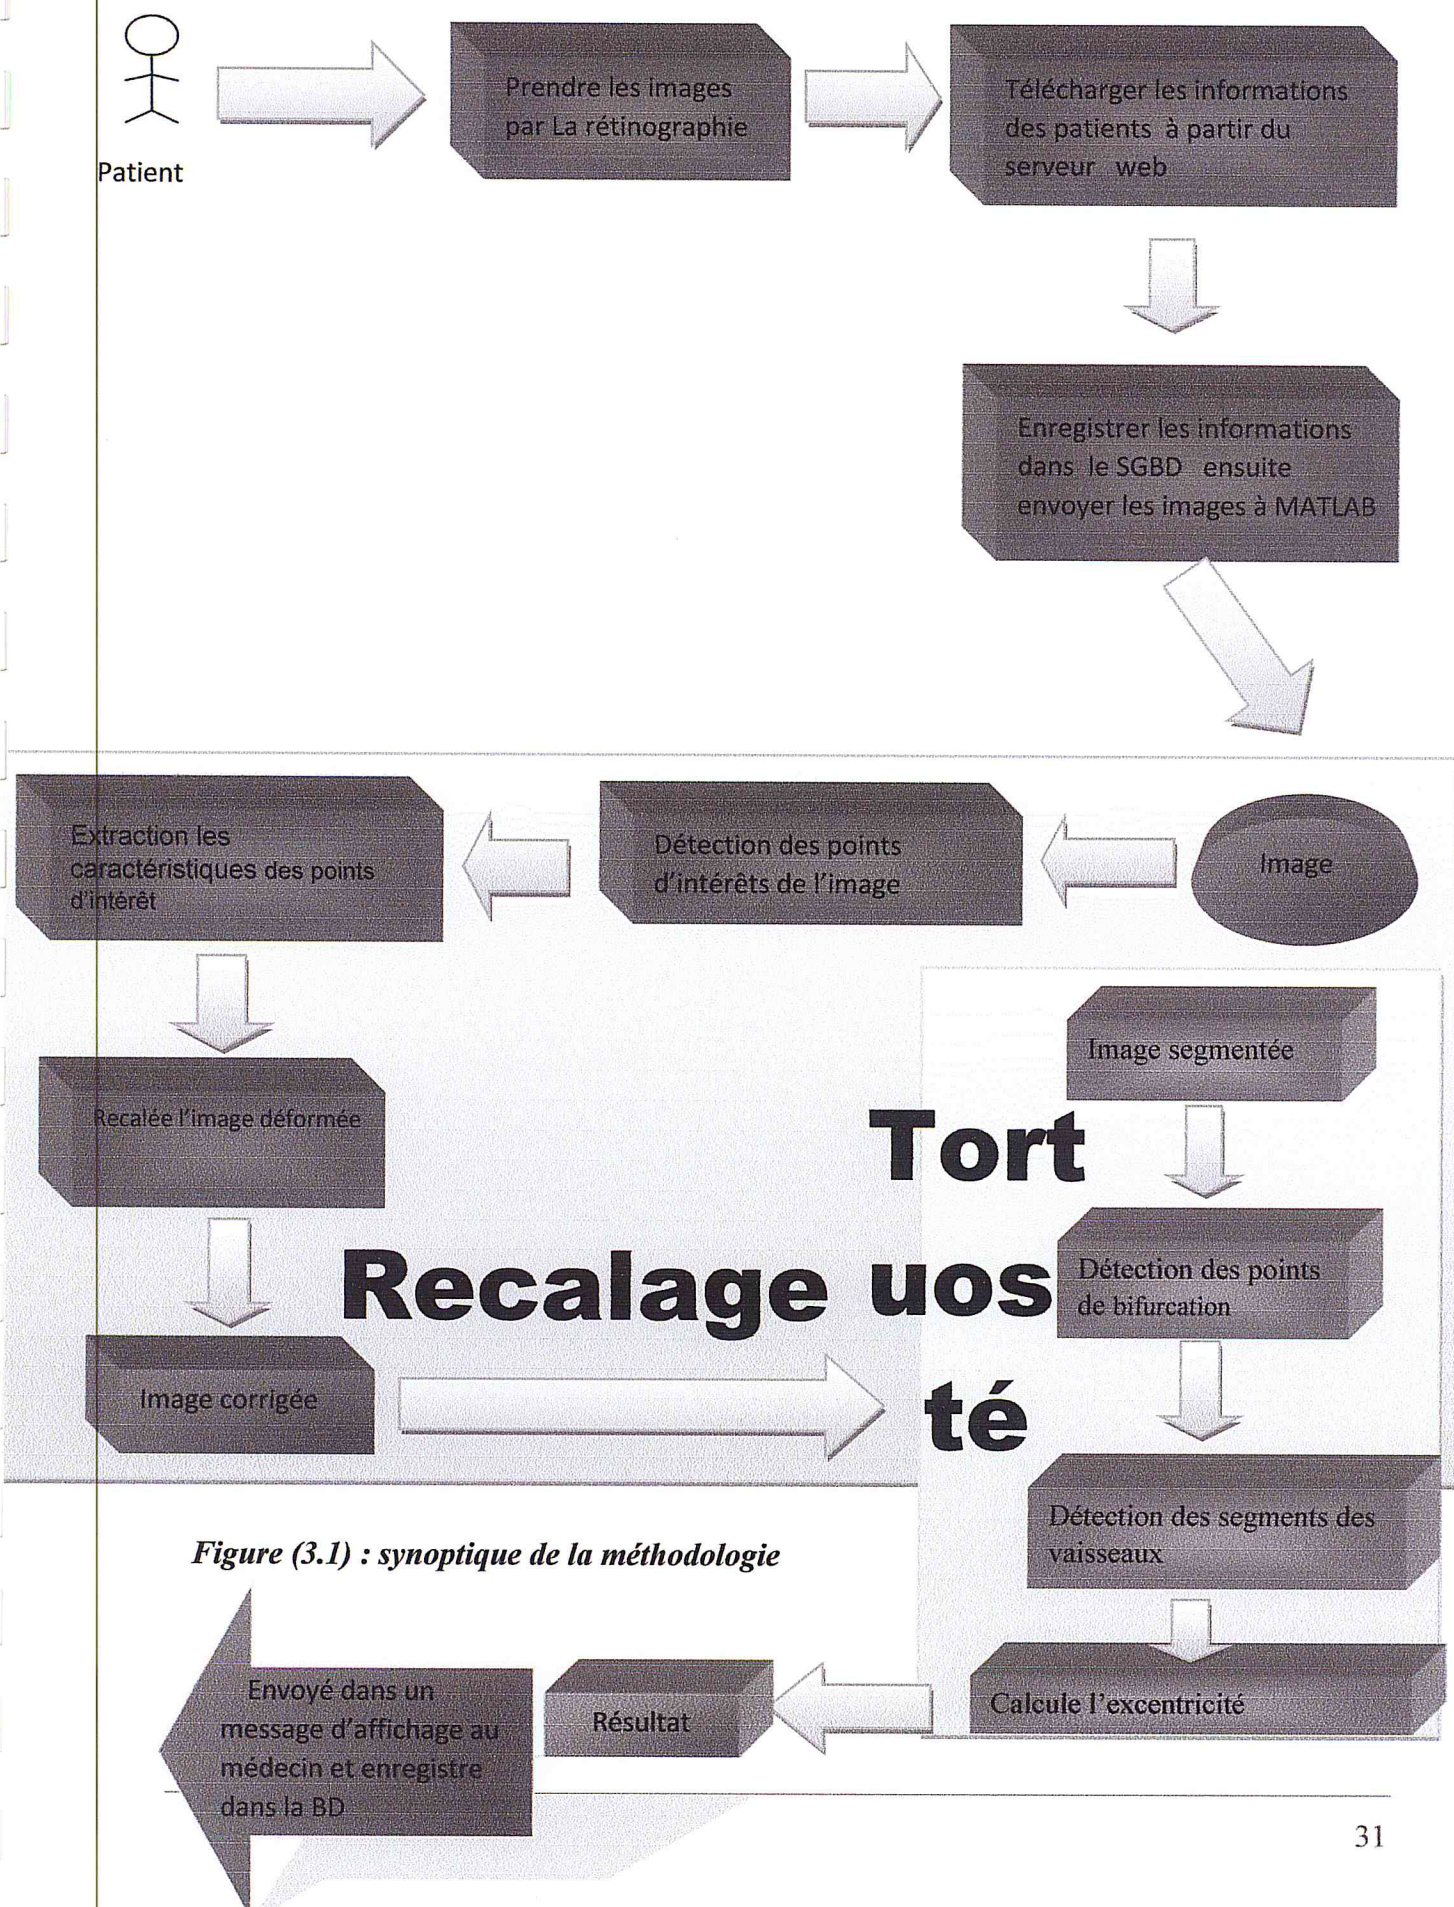 Patient
Prendre les images
par La rétinographie
Télécharger les informations
des patients à partir du
serveur web
Enregistrer les informations
dans le SGBD ensuite
envoyer les images à MATLAB
Image
Détection des points
d'intérêts de l'image
Extraction les
caractéristiques des points
d'intérêt
Recalée l'image déformée
Image corrigée
Recalage
Tort
uos
té
Image segmentée
Détection des points
de bifurcation
Détection des segments des
vaisseaux
Calcule l'excentricité
Résultat
Envoyé dans un
message d'affichage au
médecin et enregistre
dans la BD
Figure (3.1) : synoptique de la méthodologie
31